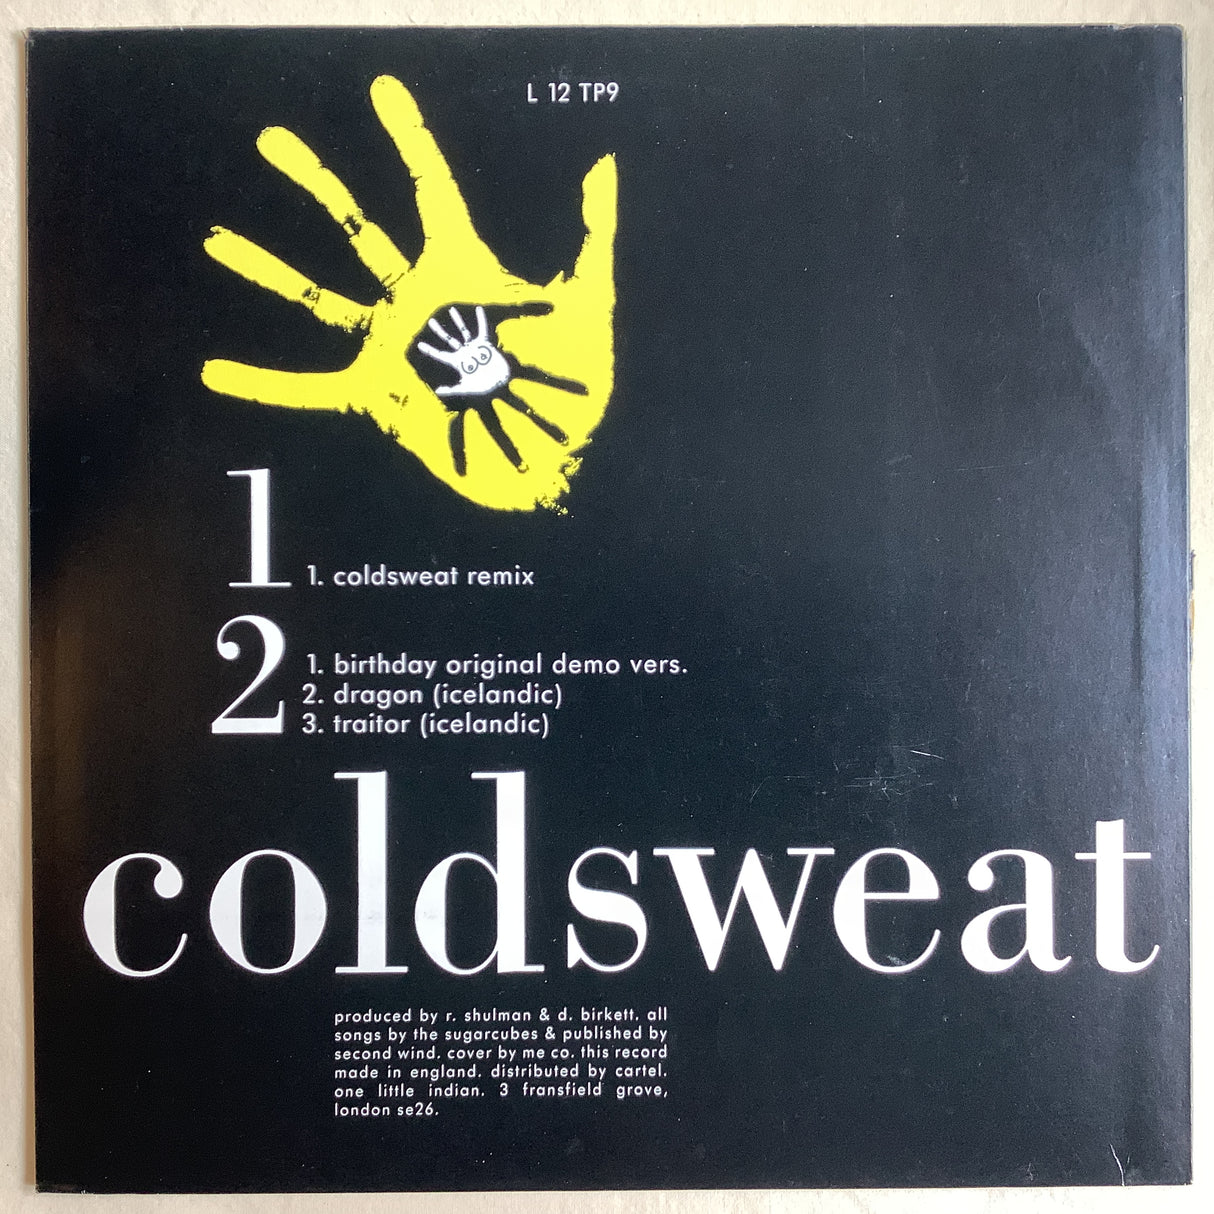 L 12 TP9
1
1. coldsweat remix
2
1. birthday original demo vers.
2. dragon (icelandic)
3. traitor (icelandic)
coldsweat
produced by r. shulman & d. birkett. all
songs by the sugarcubes & published by
second wind. cover by me co. this record
made in england. distributed by cartel.
one little indian. 3 fransfield grove,
london se26.